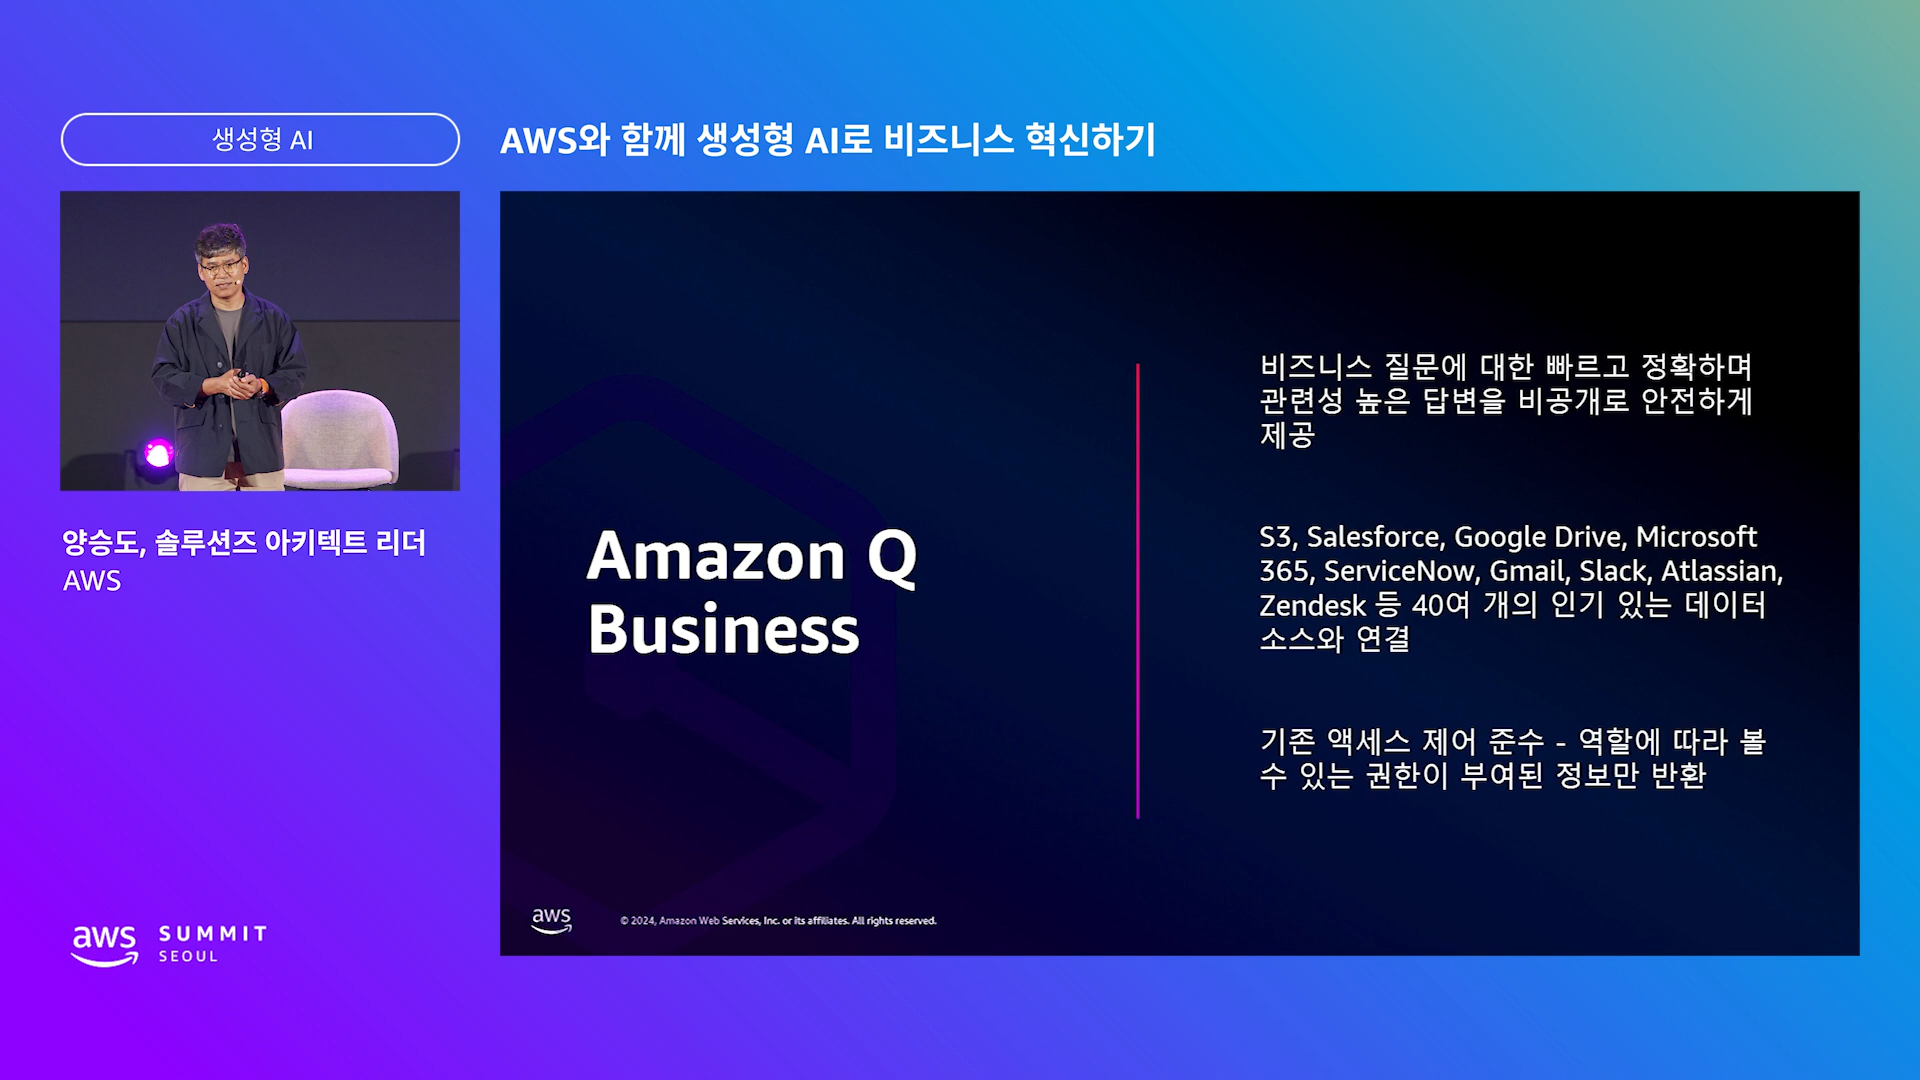 생성형 AI
AWS와 함께 생성형 AI로 비즈니스 혁신하기
양승도, 솔루션즈 아키텍트 리더
AWS
Amazon Q
Business
비즈니스 질문에 대한 빠르고 정확하며
관련성 높은 답변을 비공개로 안전하게
제공
S3, Salesforce, Google Drive, Microsoft
365, ServiceNow, Gmail, Slack, Atlassian,
Zendesk 등 40여 개의 인기 있는 데이터
소스와 연결
기존 액세스 제어 준수 - 역할에 따라 볼
수 있는 권한이 부여된 정보만 반환
aws
© 2024, Amazon Web Services, Inc. or its affiliates. All rights reserved.
aws SUMMIT
SEOUL